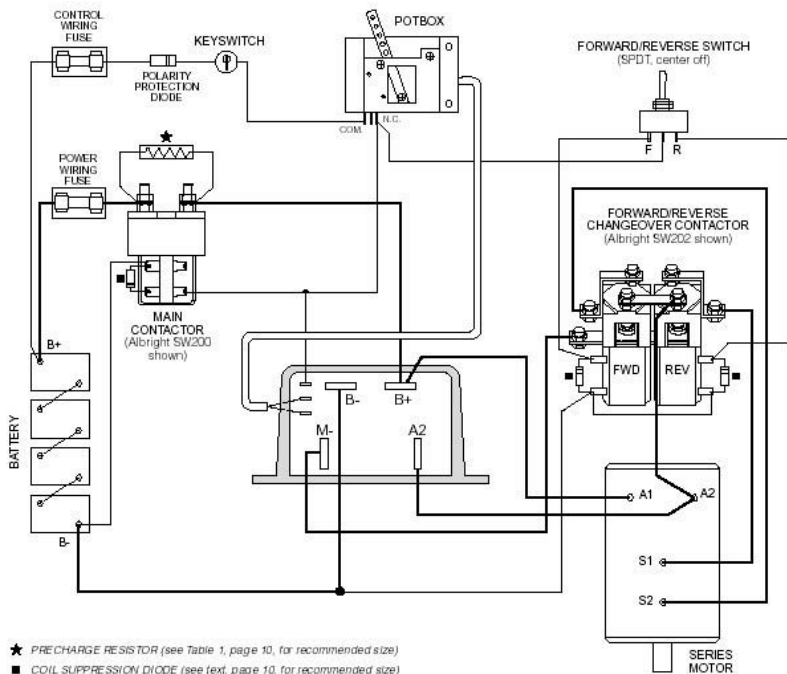 CONTROL
WIRING
FUSE
KEYSWITCH
POLARITY
PROTECTION
DIODE
POTBOX
COM.
N.C.
FORWARD/REVERSE SWITCH
(SPDT, center off)
F
R
POWER
WIRING
FUSE
FORWARD/REVERSE
CHANGEOVER CONTACTOR
(Albright SW202 shown)
MAIN
CONTACTOR
(Albright SW200
shown)
FWD
REV
B+
BATTERY
B-
B-
B+
M-
A2
A1
A2
S1
S2
SERIES
MOTOR
★ PRECHARGE RESISTOR (see Table 1, page 10, for recommended size)
■ COIL SUPPRESSION DIODE (see text, page 10, for recommended size)